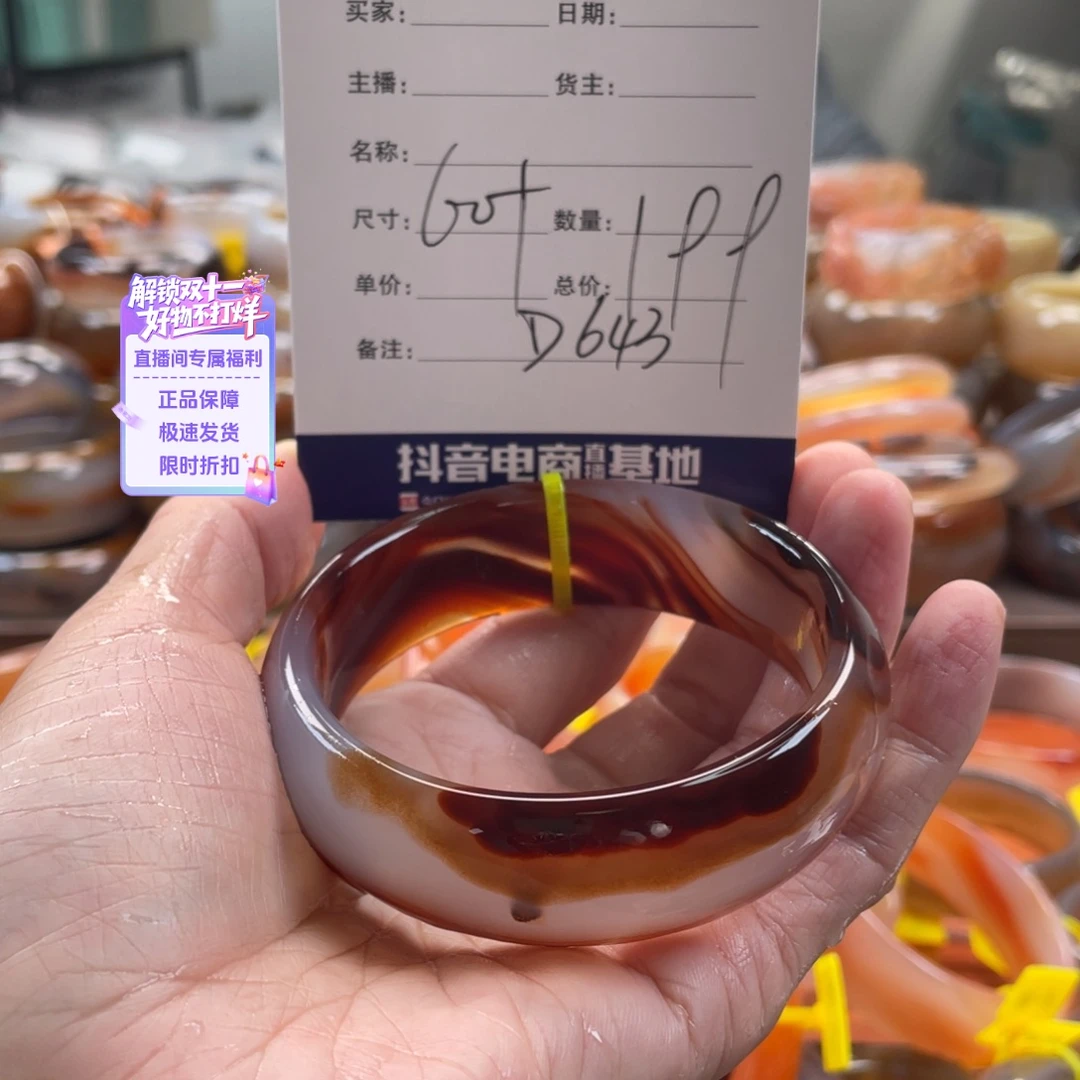 买家: 日期:
主播: 货主:
名称:
尺寸: 60+ 数量:
单价: 总价: 199
备注: D643
抖音电商直播基地
解锁双十一
好物不打烊
直播间专属福利
正品保障
极速发货
限时折扣